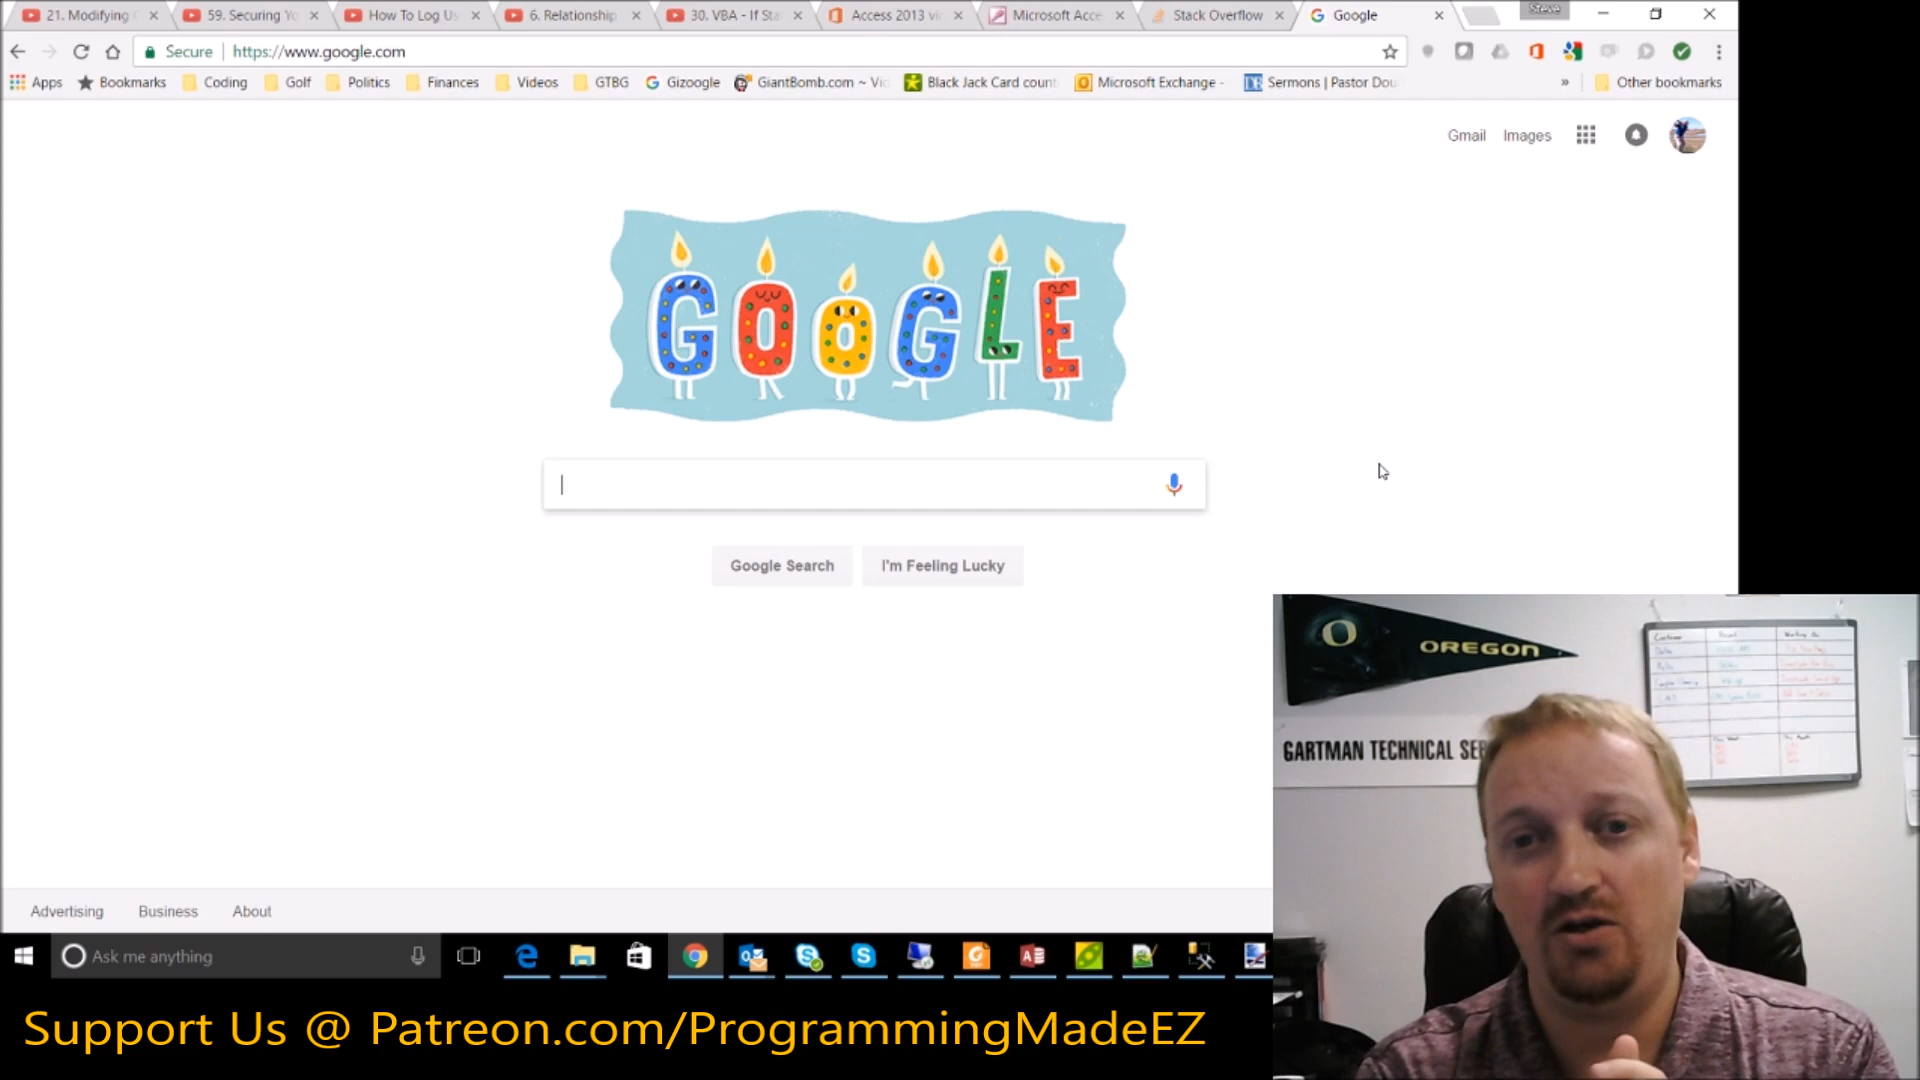 21. Modifying
59. Securing Yo
How To Log Us
6. Relationship
30. VBA - If Sta
Access 2013 vi
Microsoft Acce
Stack Overflow
Google
Steve
Secure https://www.google.com
Apps Bookmarks Coding Golf Politics Finances Videos GTBG Gizoogle GiantBomb.com ~ Vi Black Jack Card count Microsoft Exchange - Sermons | Pastor Dou » Other bookmarks
Gmail Images
GOOGLE
Google Search I'm Feeling Lucky
O OREGON
Customer
GARTMAN TECHNICAL SER
Advertising Business About
Ask me anything
Support Us @ Patreon.com/ProgrammingMadeEZ